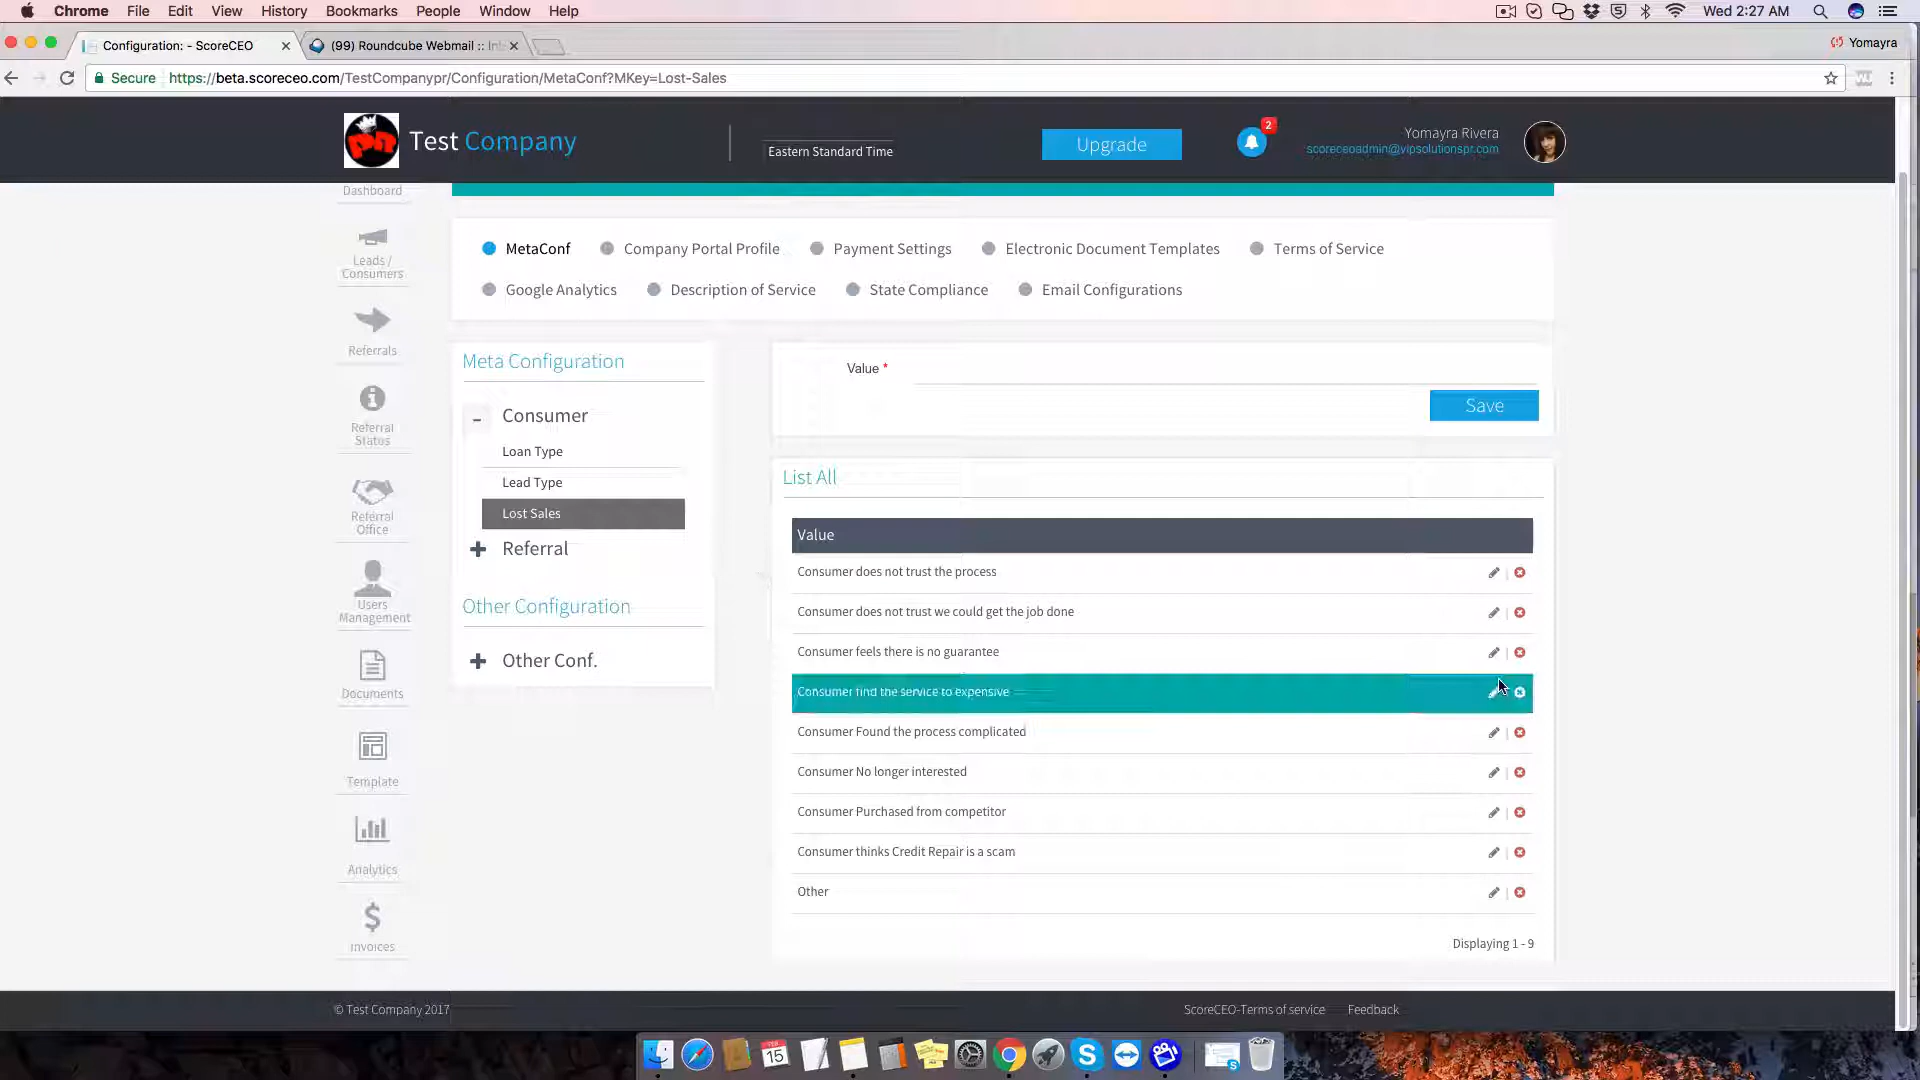 Chrome File Edit View History Bookmarks People Window Help
Wed 2:27 AM
Configuration: - ScoreCEO
(99) Roundcube Webmail :: Inb
Yomayra
Secure https://beta.scoreceo.com/TestCompanypr/Configuration/MetaConf?MKey=Lost-Sales
Test Company
Eastern Standard Time
Upgrade
2
Yomayra Rivera
scoreceoadmin@vipsolutionspr.com
Dashboard
Leads /
Consumers
Referrals
Referral
Status
Referral
Office
Users
Management
Documents
Template
Analytics
Invoices
MetaConf
Company Portal Profile
Payment Settings
Electronic Document Templates
Terms of Service
Google Analytics
Description of Service
State Compliance
Email Configurations
Meta Configuration
Consumer
Loan Type
Lead Type
Lost Sales
Referral
Other Configuration
Other Conf.
Value *
Save
List All
Value
Consumer does not trust the process
Consumer does not trust we could get the job done
Consumer feels there is no guarantee
Consumer find the service to expensive
Consumer Found the process complicated
Consumer No longer interested
Consumer Purchased from competitor
Consumer thinks Credit Repair is a scam
Other
Displaying 1 - 9
© Test Company 2017
ScoreCEO-Terms of service
Feedback
15